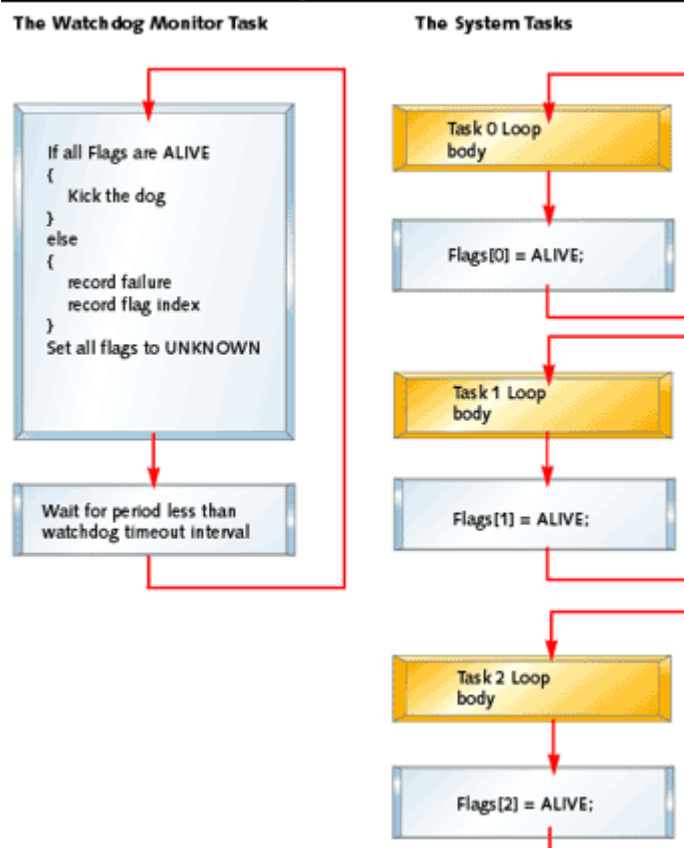 The Watchdog Monitor Task
If all Flags are ALIVE
{
Kick the dog
}
else
{
record failure
record flag index
}
Set all flags to UNKNOWN
Wait for period less than
watchdog timeout interval
The System Tasks
Task 0 Loop
body
Flags[0] = ALIVE;
Task 1 Loop
body
Flags[1] = ALIVE;
Task 2 Loop
body
Flags[2] = ALIVE;